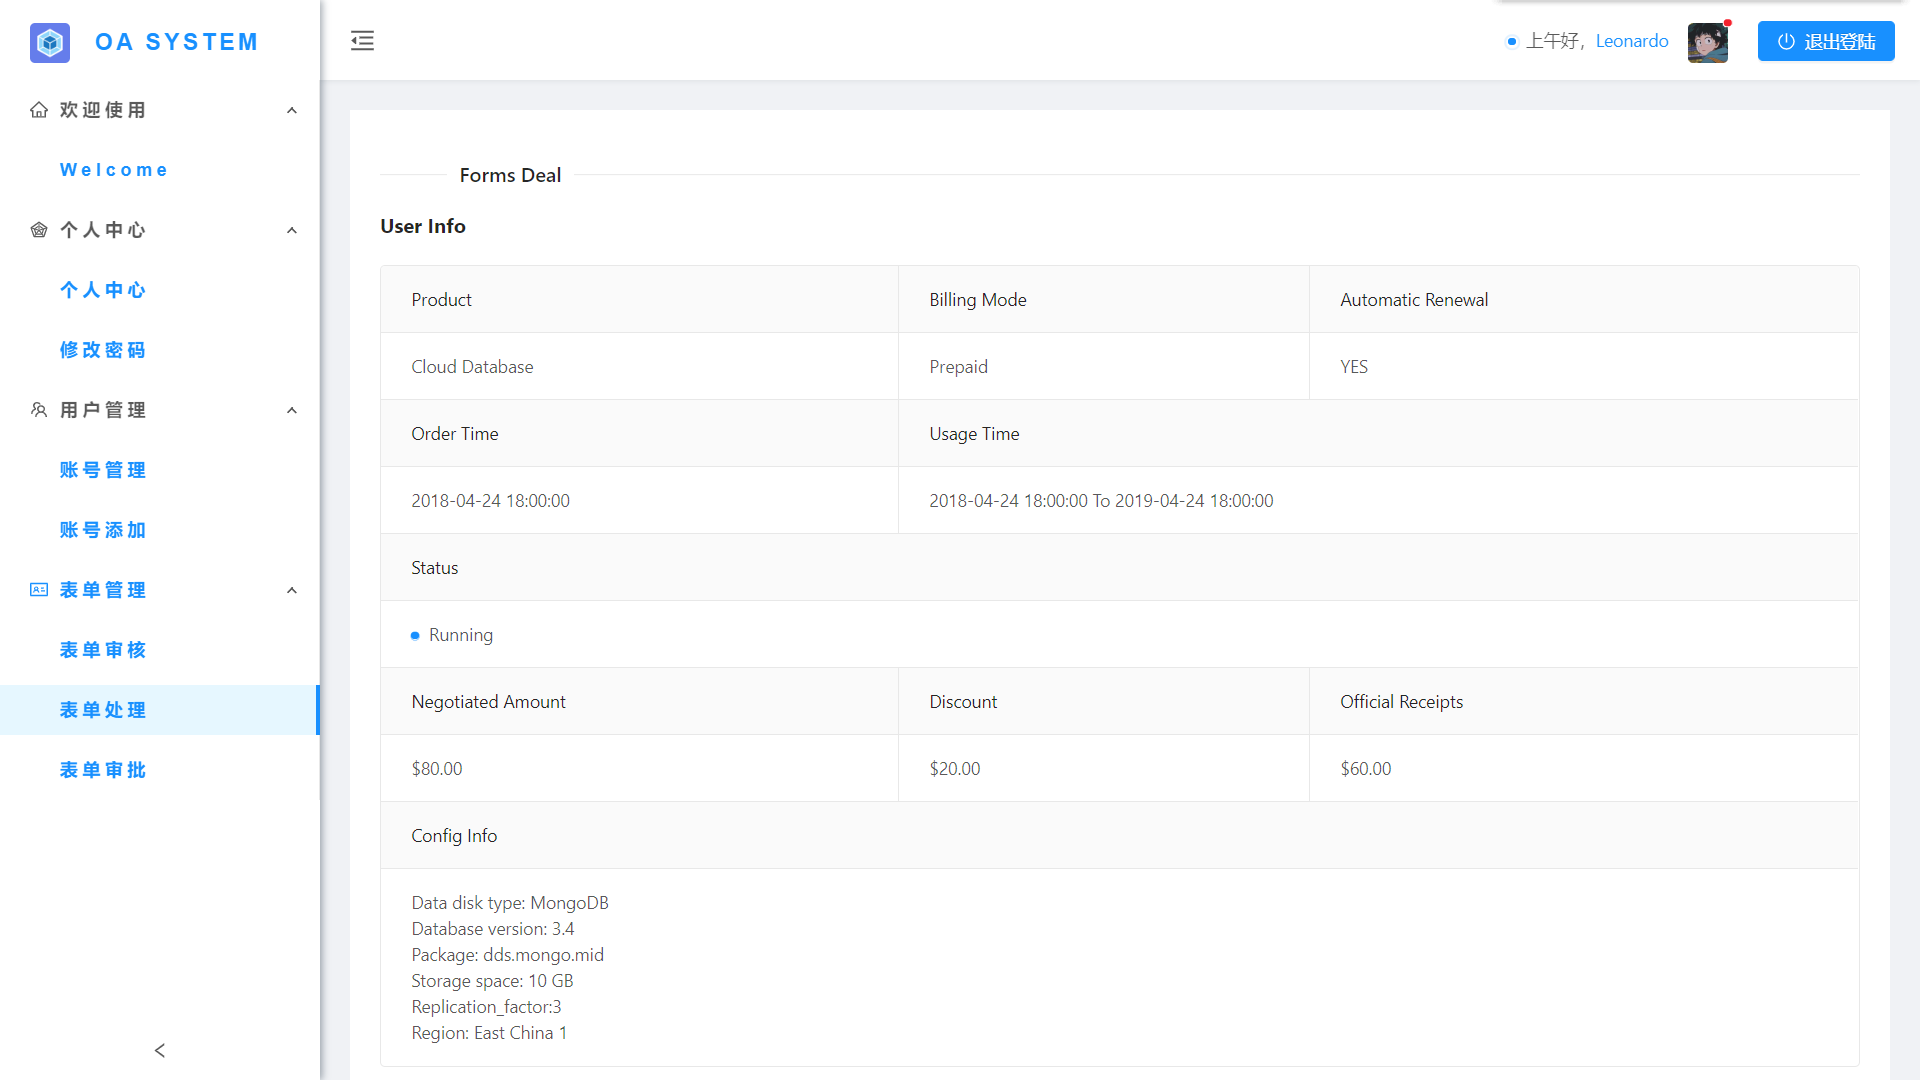 OA SYSTEM
上午好，Leonardo
退出登陆
欢迎使用
Welcome
个人中心
个人中心
修改密码
用户管理
账号管理
账号添加
表单管理
表单审核
表单处理
表单审批
Forms Deal
User Info
Product
Billing Mode
Automatic Renewal
Cloud Database
Prepaid
YES
Order Time
Usage Time
2018-04-24 18:00:00
2018-04-24 18:00:00 To 2019-04-24 18:00:00
Status
Running
Negotiated Amount
Discount
Official Receipts
$80.00
$20.00
$60.00
Config Info
Data disk type: MongoDB
Database version: 3.4
Package: dds.mongo.mid
Storage space: 10 GB
Replication_factor:3
Region: East China 1